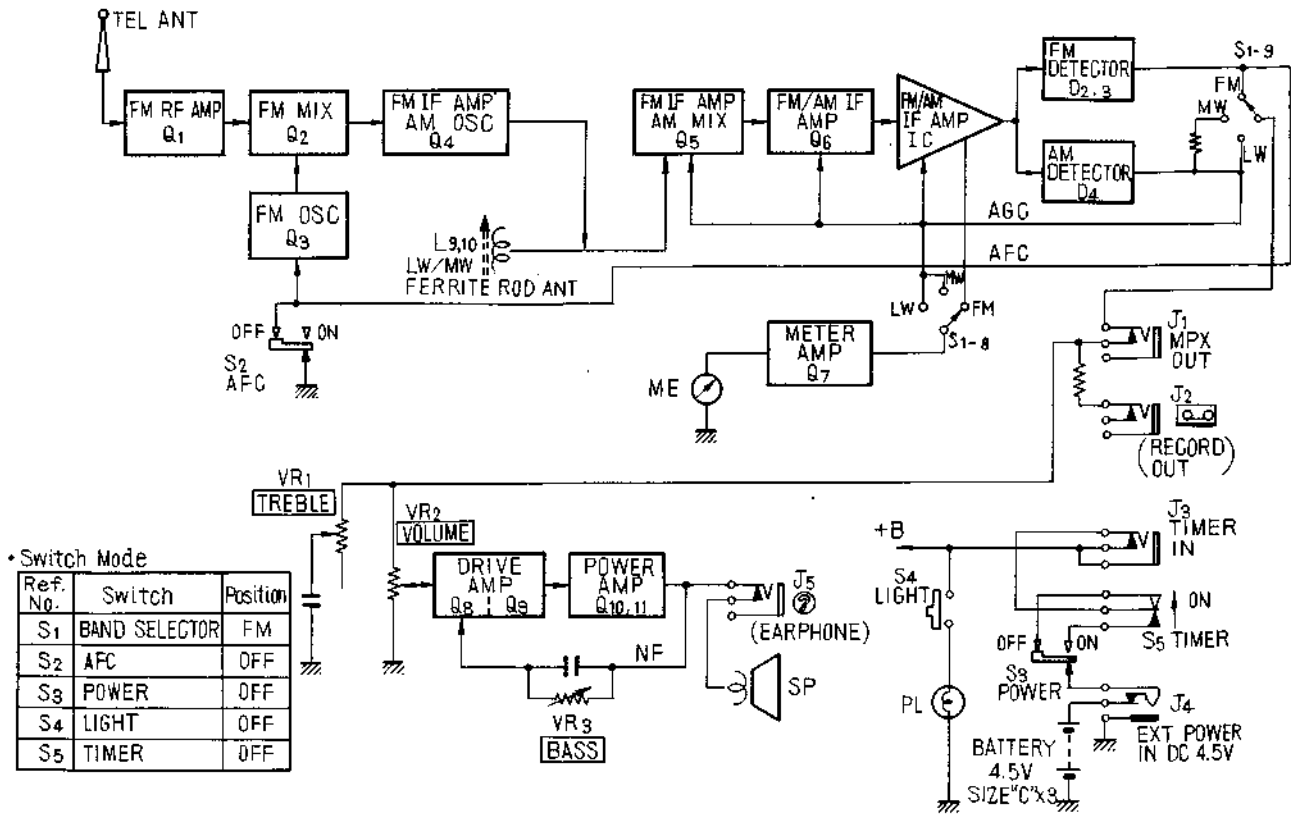 TEL ANT
FM RF AMP
Q1
FM MIX
Q2
FM IF AMP
AM OSC
Q4
FM OSC
Q3
FM IF AMP
AM MIX
Q5
FM/AM IF
AMP
Q6
FM/AM
IF AMP
IC
FM
DETECTOR
D2,3
AM
DETECTOR
D4
S1-9
FM
MW
LW
AGC
AFC
L9,10
LW/MW
FERRITE ROD ANT
OFF
ON
S2
AFC
MW
LW
FM
S1-8
METER
AMP
Q7
ME
J1
MPX
OUT
J2
(RECORD
OUT)
VR1
TREBLE
VR2
VOLUME
DRIVE
AMP
Q8
Q9
POWER
AMP
Q10,11
NF
VR3
BASS
J5
(EARPHONE)
SP
+B
S4
LIGHT
PL
J3
TIMER
IN
ON
S5 TIMER
OFF
ON
S3
POWER
J4
EXT POWER
IN DC 4.5V
BATTERY
4.5V
SIZE"C"x3
• Switch Mode
Ref. No. Switch Position
S1 BAND SELECTOR FM
S2 AFC OFF
S3 POWER OFF
S4 LIGHT OFF
S5 TIMER OFF